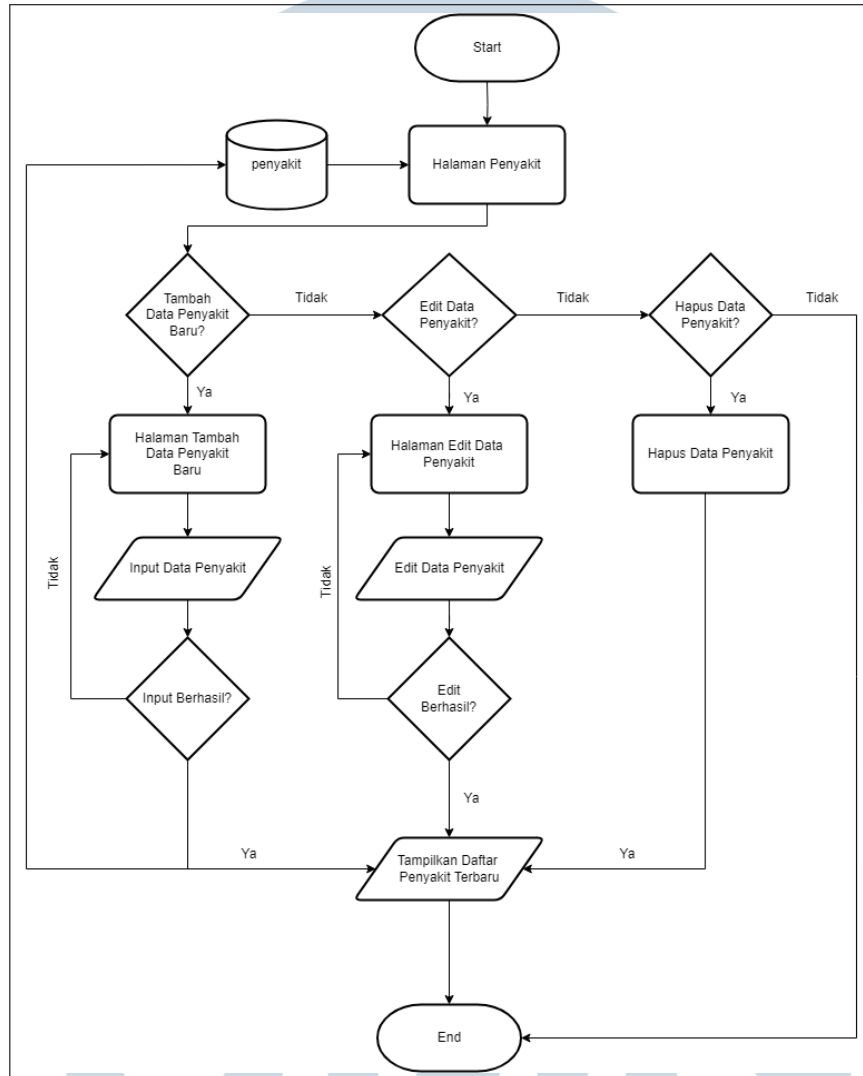 Start
penyakit
Halaman Penyakit
Tambah
Data Penyakit
Baru?
Tidak
Edit Data
Penyakit?
Tidak
Hapus Data
Penyakit?
Tidak
Ya
Ya
Ya
Halaman Tambah
Data Penyakit
Baru
Halaman Edit Data
Penyakit
Hapus Data Penyakit
Tidak
Input Data Penyakit
Tidak
Edit Data Penyakit
Input Berhasil?
Edit
Berhasil?
Ya
Ya
Tampilkan Daftar
Penyakit Terbaru
Ya
End